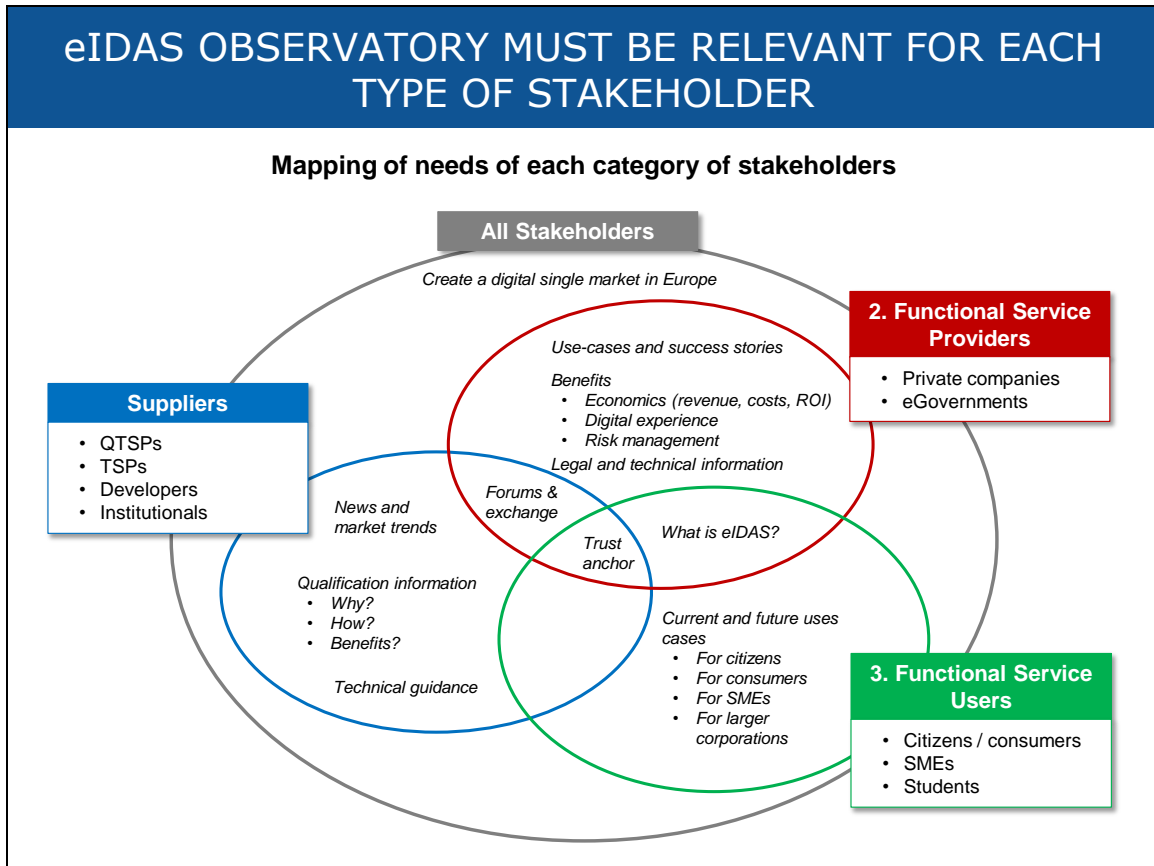 eIDAS OBSERVATORY MUST BE RELEVANT FOR EACH
TYPE OF STAKEHOLDER
Mapping of needs of each category of stakeholders
All Stakeholders
Create a digital single market in Europe
2. Functional Service
Providers
• Private companies
• eGovernments
Use-cases and success stories
Benefits
• Economics (revenue, costs, ROI)
• Digital experience
• Risk management
Legal and technical information
Suppliers
• QTSPs
• TSPs
• Developers
• Institutionals
News and
market trends
Forums &
exchange
What is eIDAS?
Trust
anchor
Qualification information
• Why?
• How?
• Benefits?
Technical guidance
Current and future uses
cases
• For citizens
• For consumers
• For SMEs
• For larger
corporations
3. Functional Service
Users
• Citizens / consumers
• SMEs
• Students